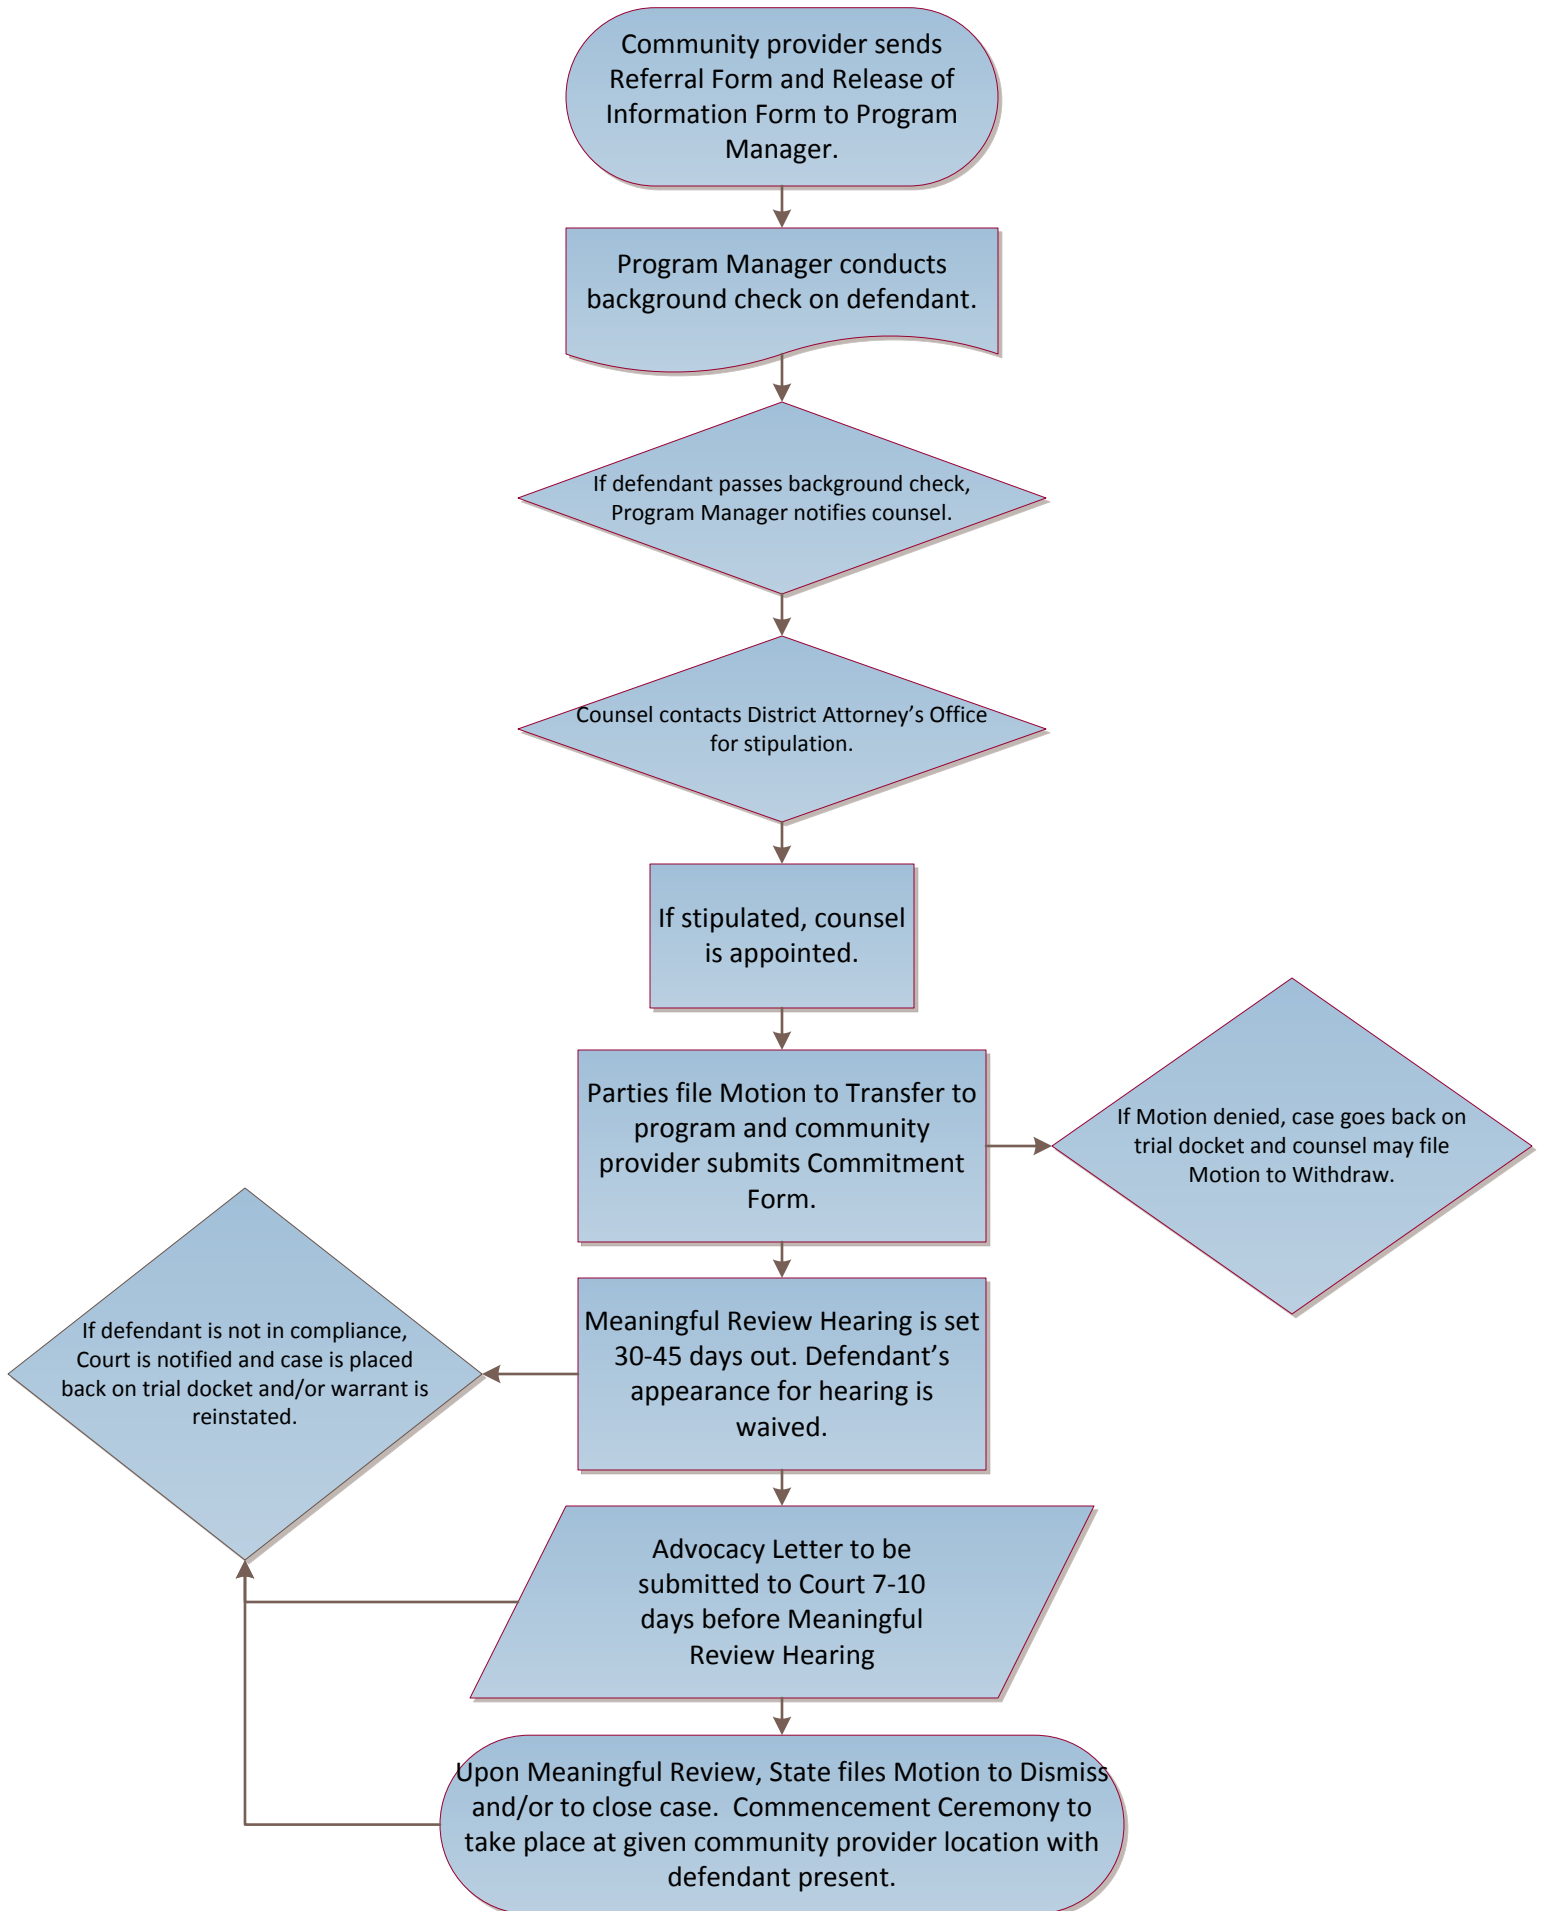 Community provider sends
Referral Form and Release of
Information Form to Program
Manager.
Program Manager conducts
background check on defendant.
If defendant passes background check,
Program Manager notifies counsel.
Counsel contacts District Attorney’s Office
for stipulation.
If stipulated, counsel
is appointed.
Parties file Motion to Transfer to
program and community
provider submits Commitment
Form.
If Motion denied, case goes back on
trial docket and counsel may file
Motion to Withdraw.
Meaningful Review Hearing is set
30-45 days out. Defendant’s
appearance for hearing is
waived.
If defendant is not in compliance,
Court is notified and case is placed
back on trial docket and/or warrant is
reinstated.
Advocacy Letter to be
submitted to Court 7-10
days before Meaningful
Review Hearing
Upon Meaningful Review, State files Motion to Dismiss
and/or to close case.  Commencement Ceremony to
take place at given community provider location with
defendant present.